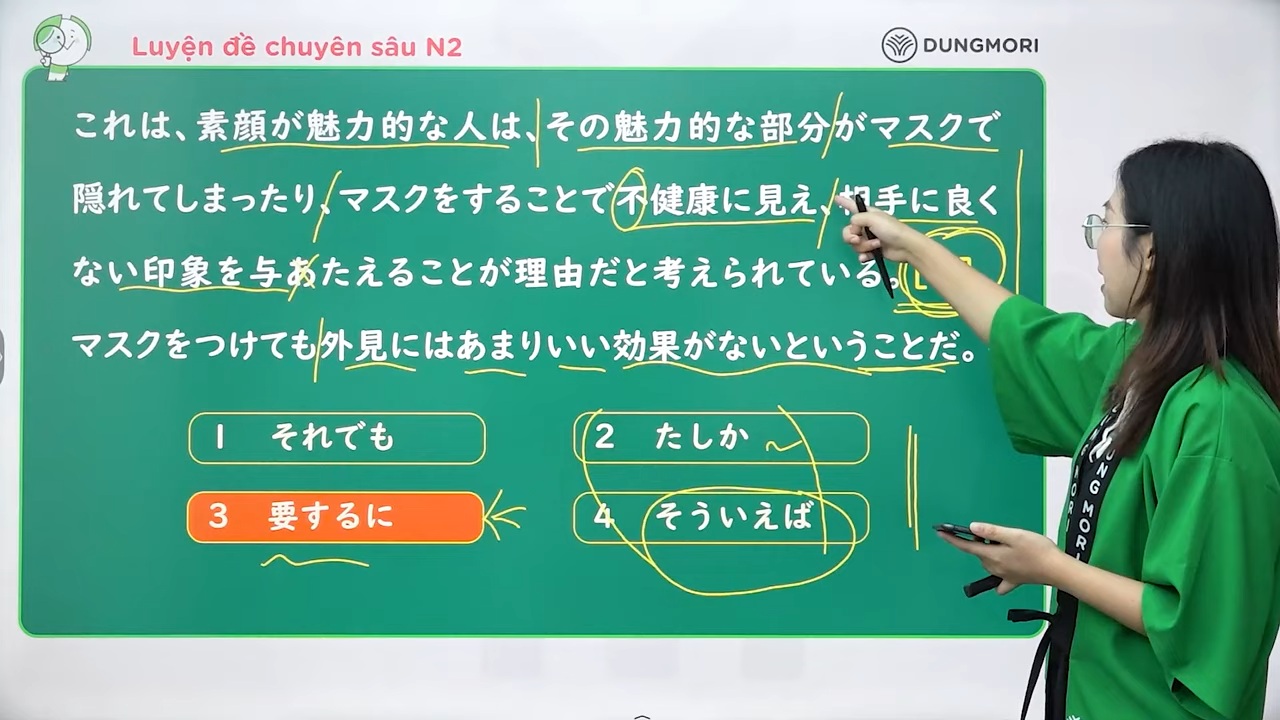 Luyện đề chuyên sâu N2
DUNGMORI
これは、素顔が魅力的な人は、その魅力的な部分がマスクで
隠れてしまったり、マスクをすることで不健康に見え、相手に良く
ない印象を与あたえることが理由だと考えられている。
マスクをつけても外見にはあまりいい効果がないということだ。
1 それでも
2 たしか
3 要するに
4 そういえば